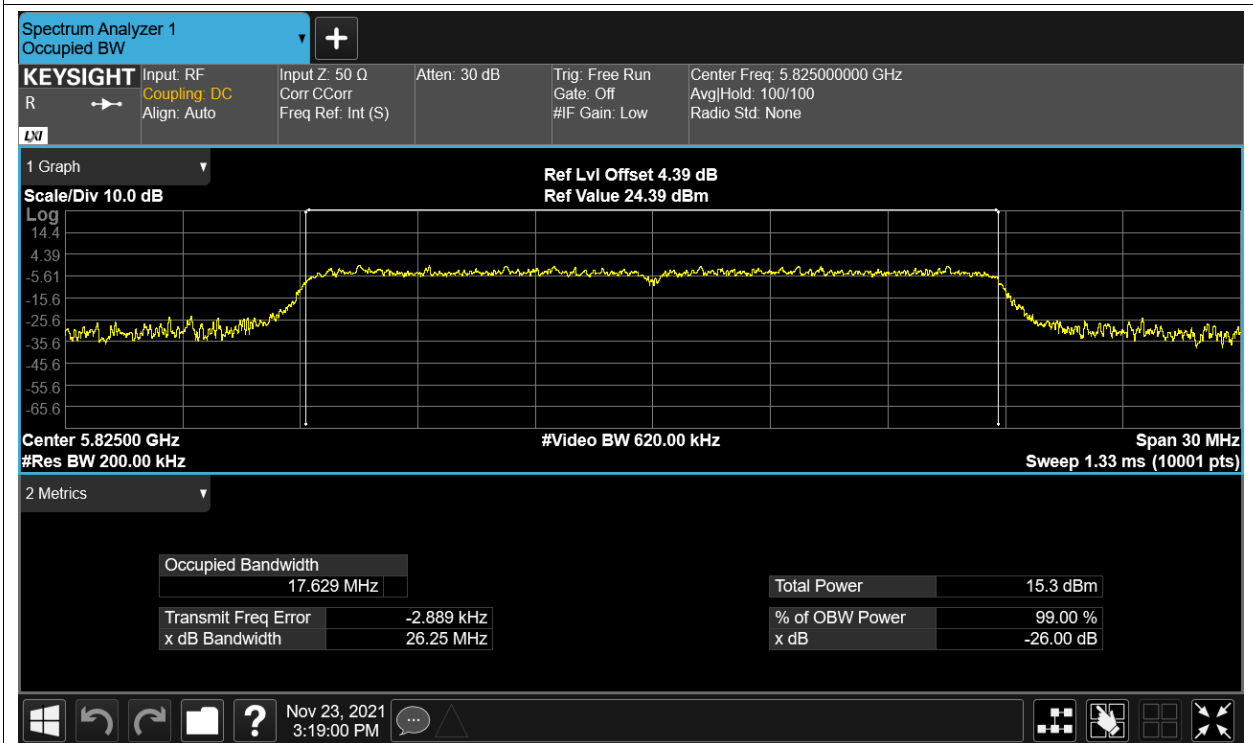 Spectrum Analyzer 1
Occupied BW
KEYSIGHT
R
LXI
Input: RF
Coupling: DC
Align: Auto
Input Z: 50 Ω
Corr CCorr
Freq Ref: Int (S)
Atten: 30 dB
Trig: Free Run
Gate: Off
#IF Gain: Low
Center Freq: 5.825000000 GHz
Avg|Hold: 100/100
Radio Std: None
1 Graph
Scale/Div 10.0 dB
Ref Lvl Offset 4.39 dB
Ref Value 24.39 dBm
Log
14.4
4.39
-5.61
-15.6
-25.6
-35.6
-45.6
-55.6
-65.6
Center 5.82500 GHz
#Video BW 620.00 kHz
Span 30 MHz
#Res BW 200.00 kHz
Sweep 1.33 ms (10001 pts)
2 Metrics
Occupied Bandwidth
17.629 MHz
Total Power 15.3 dBm
Transmit Freq Error -2.889 kHz
% of OBW Power 99.00 %
x dB Bandwidth 26.25 MHz
x dB -26.00 dB
?
Nov 23, 2021
3:19:00 PM